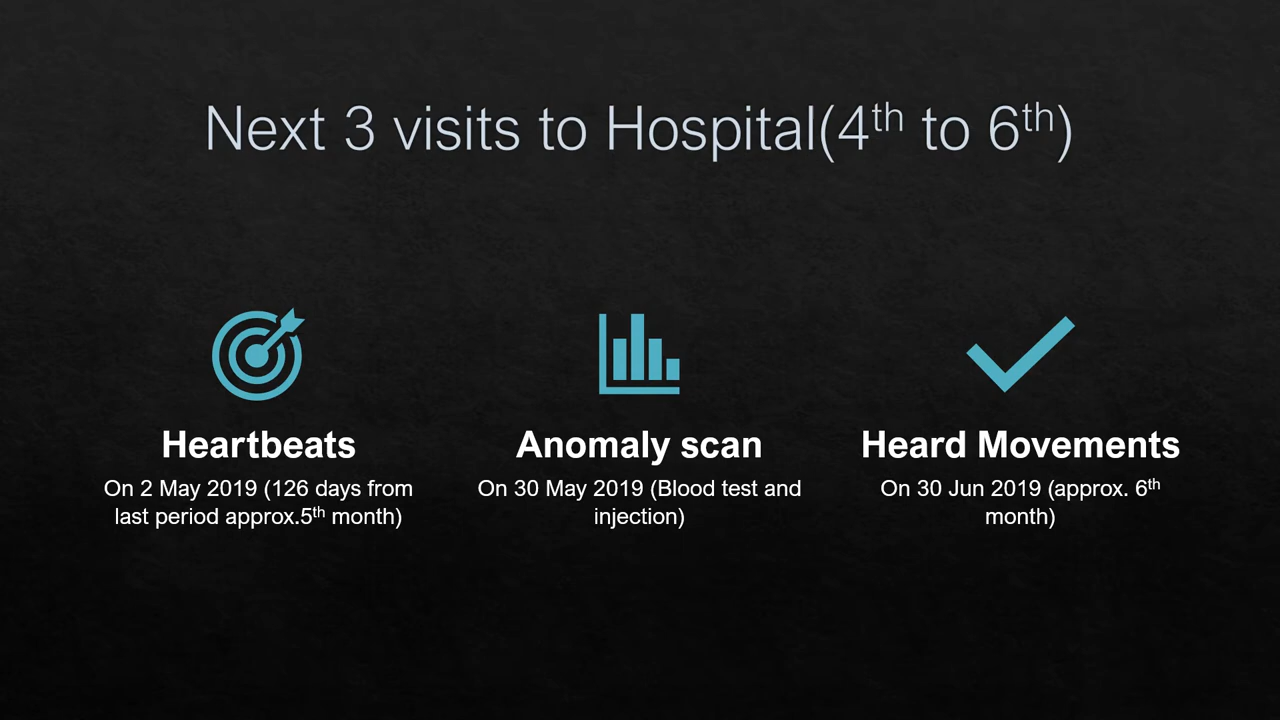 Next 3 visits to Hospital(4th to 6th)
Heartbeats
On 2 May 2019 (126 days from
last period approx.5th month)
Anomaly scan
On 30 May 2019 (Blood test and
injection)
Heard Movements
On 30 Jun 2019 (approx. 6th
month)